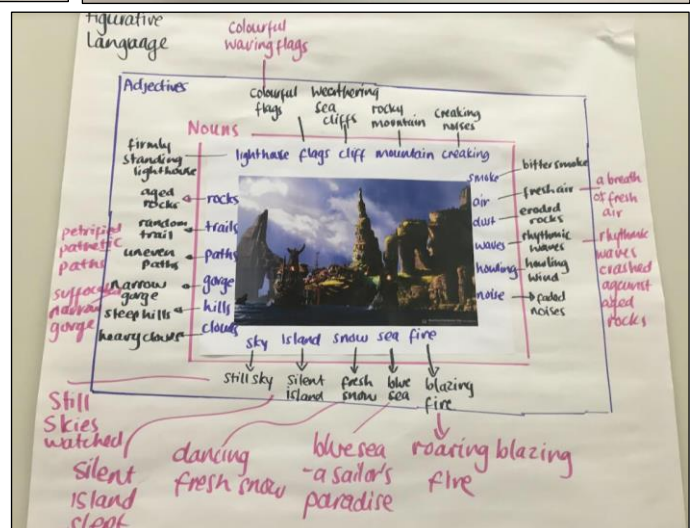 figurative
Language
colourful
waving flags
Adjectives
colourful
flags
weathering
sea
cliffs
rocky
mountain
creaking
noises
Nouns
firmly
standing
lighthouse
lighthase flags cliff mountain creaking
smoke
bitter smoke
aged
rocks
rocks
air
fresh air
a breath
of fresh
air
random
trail
trails
dust
eroded
rocks
petrified
pathetic
paths
uneven
paths
paths
waves
rhythmic
waves
rhythmic
waves
crashed
against
aged
rocks
suffocated
narrow
gorge
narrow
gorge
gorge
howling
howling
wind
steep hills
hills
noise
faded
noises
heavy clouds
clouds
sky Island snow sea fire
still sky
silent
island
fresh
snow
blue
sea
blazing
fire
Still
Skies
watched
Silent
Island
slept
dancing
fresh snow
blue sea
-a sailor's
paradise
roaring blazing
fire